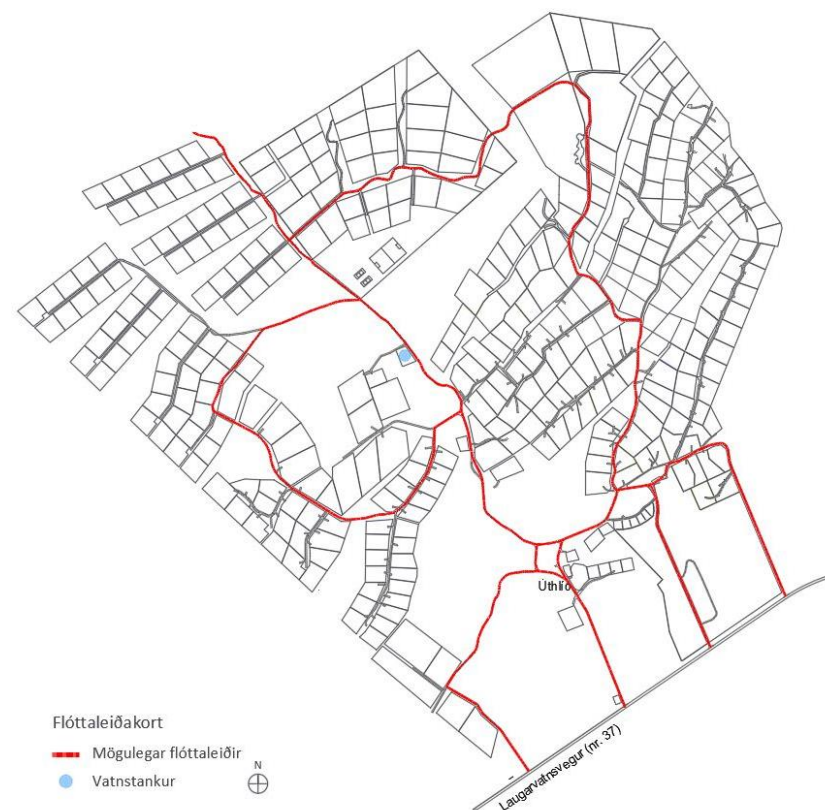 Úthlíð
Laugarvatnsvegur (nr. 37)
Flóttaleiðakort
Mögulegar flóttaleiðir
Vatnstankur
N